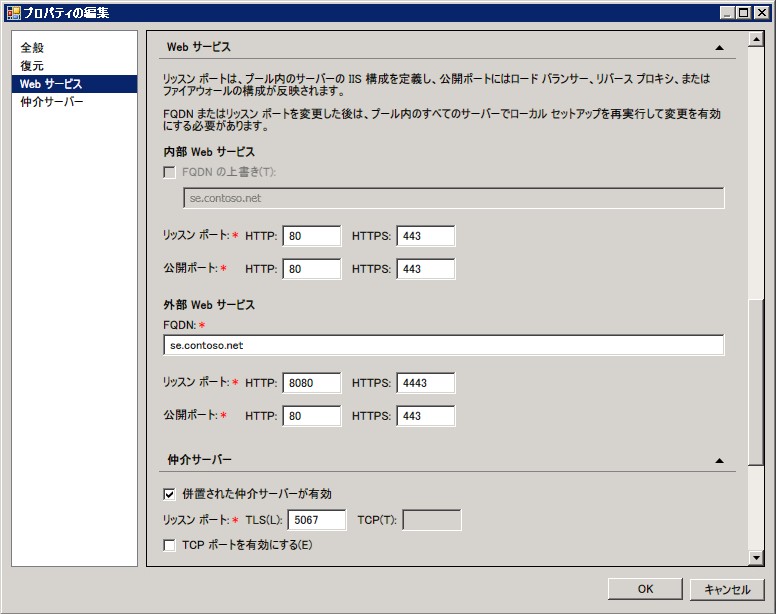 プロパティの編集
全般
復元
Web サービス
仲介サーバー
Web サービス
リッスン ポートは、プール内のサーバーの IIS 構成を定義し、公開ポートにはロード バランサー、リバース プロキシ、または
ファイアウォールの構成が反映されます。
FQDN またはリッスン ポートを変更した後は、プール内のすべてのサーバーでローカル セットアップを再実行して変更を有効
にする必要があります。
内部 Web サービス
FQDN の上書き(T):
se.contoso.net
リッスン ポート: * HTTP: 80 HTTPS: 443
公開ポート: * HTTP: 80 HTTPS: 443
外部 Web サービス
FQDN: *
se.contoso.net
リッスン ポート: * HTTP: 8080 HTTPS: 4443
公開ポート: * HTTP: 80 HTTPS: 443
仲介サーバー
併置された仲介サーバーが有効
リッスン ポート: * TLS(L): 5067 TCP(T):
TCP ポートを有効にする(E)
OK キャンセル